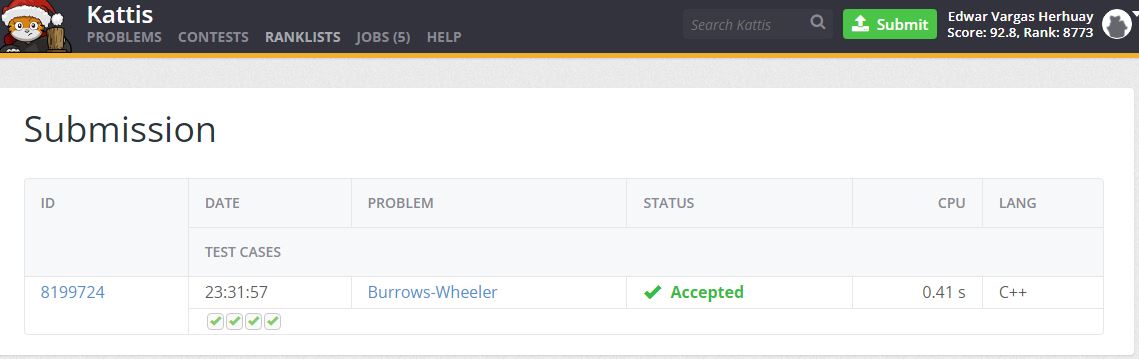 Kattis
PROBLEMS CONTESTS RANKLISTS JOBS (5) HELP
Search Kattis
Submit
Edwar Vargas Herhuay
Score: 92.8, Rank: 8773
Submission
ID DATE PROBLEM STATUS CPU LANG
TEST CASES
8199724 23:31:57 Burrows-Wheeler Accepted 0.41 s C++